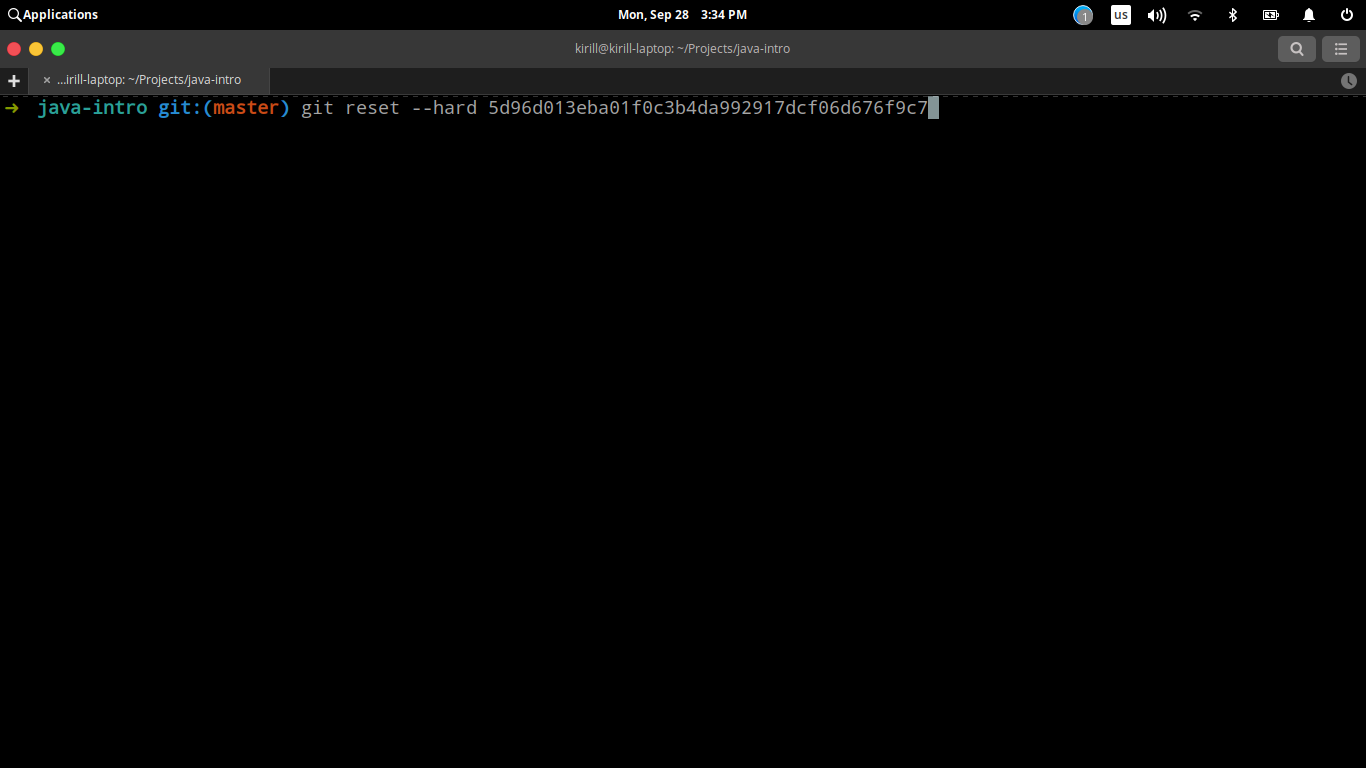 Applications
Mon, Sep 28 3:34 PM
1
us
kirill@kirill-laptop: ~/Projects/java-intro
...irill-laptop: ~/Projects/java-intro
➜ java-intro git:(master) git reset --hard 5d96d013eba01f0c3b4da992917dcf06d676f9c7